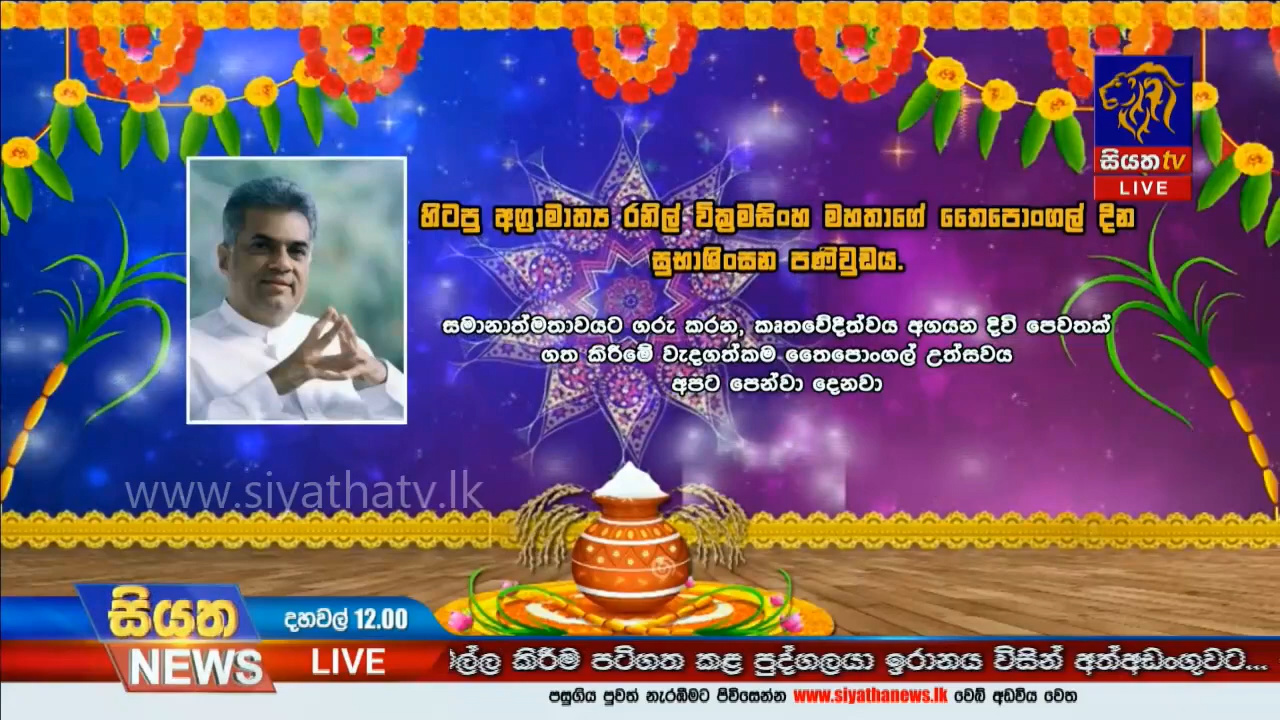 සියත tv
LIVE
හිටපු අග්‍රාමාත්‍ය රනිල් වික්‍රමසිංහ මහතාගේ තෛපොංගල් දින
සුභාශිංසන පණිවුඩය.
සමානාත්මතාවයට ගරු කරන, කෘතවේදීත්වය අගයන දිවි පෙවතක්
ගත කිරීමේ වැදගත්කම තෛපොංගල් උත්සවය
අපට පෙන්වා දෙනවා
www.siyathatv.lk
සියත
NEWS
දහවල් 12.00
LIVE
කිරීම පටිගත කළ පුද්ගලයා ඉරානය විසින් අත්අඩංගුවට...
පසුගිය පුවත් නැරඹීමට පිවිසෙන්න www.siyathanews.lk වෙබ් අඩවිය වෙත